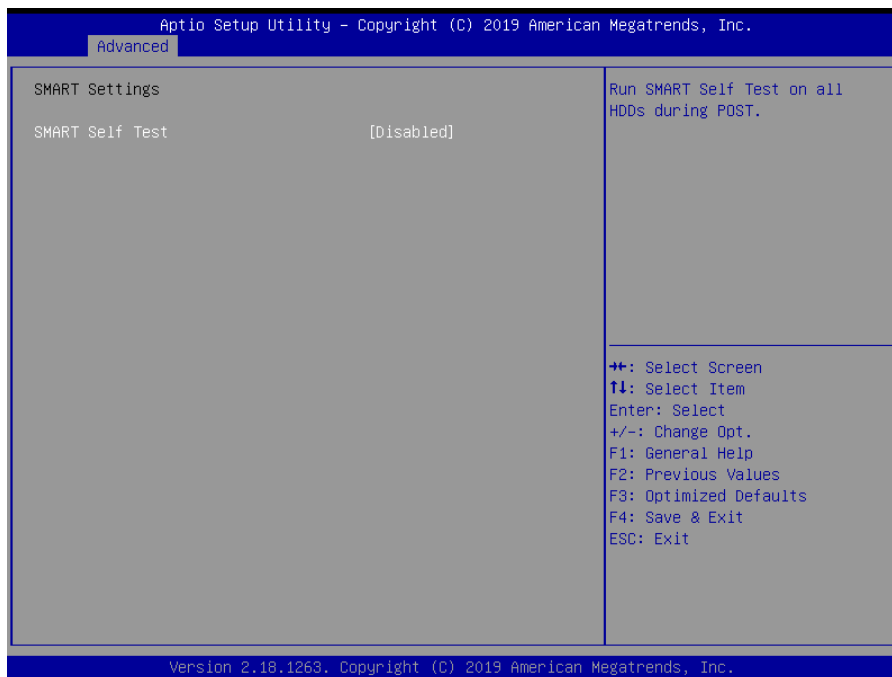 Aptio Setup Utility – Copyright (C) 2019 American Megatrends, Inc.
Advanced
SMART Settings
SMART Self Test [Disabled]
Run SMART Self Test on all
HDDs during POST.
→←: Select Screen
↑↓: Select Item
Enter: Select
+/-: Change Opt.
F1: General Help
F2: Previous Values
F3: Optimized Defaults
F4: Save & Exit
ESC: Exit
Version 2.18.1263. Copyright (C) 2019 American Megatrends, Inc.